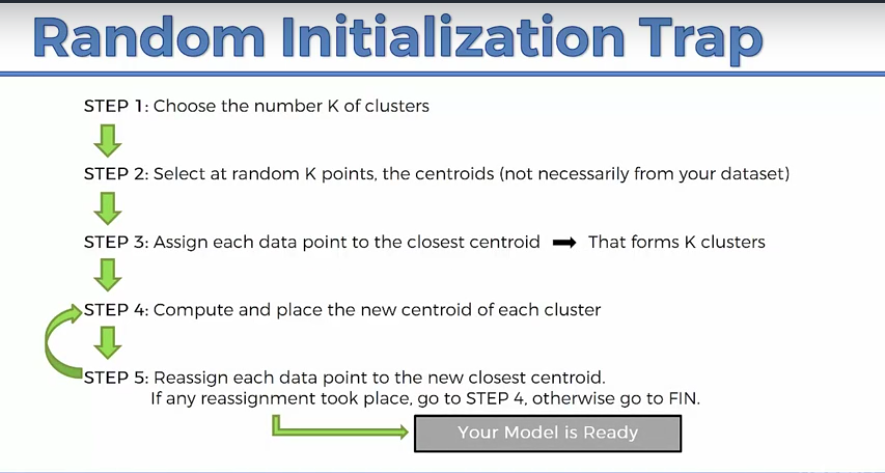 Random Initialization Trap
STEP 1: Choose the number K of clusters
STEP 2: Select at random K points, the centroids (not necessarily from your dataset)
STEP 3: Assign each data point to the closest centroid ➡ That forms K clusters
STEP 4: Compute and place the new centroid of each cluster
STEP 5: Reassign each data point to the new closest centroid.
If any reassignment took place, go to STEP 4, otherwise go to FIN.
Your Model is Ready